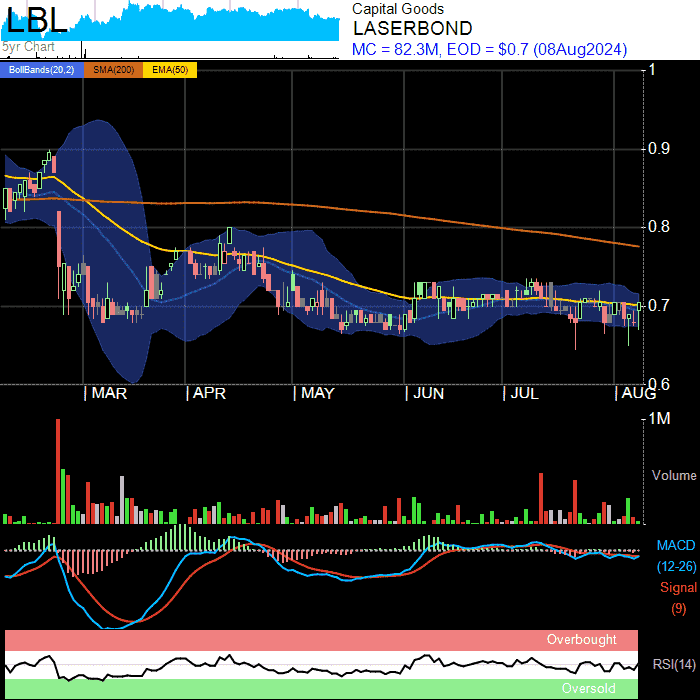 LBL
5yr Chart
Capital Goods
LASERBOND
MC = 82.3M, EOD = $0.7 (08Aug2024)
BollBands(20,2) SMA(200) EMA(50)
1
0.9
0.8
0.7
0.6
MAR APR MAY JUN JUL AUG
1M
Volume
MACD
(12-26)
Signal
(9)
Overbought
RSI(14)
Oversold